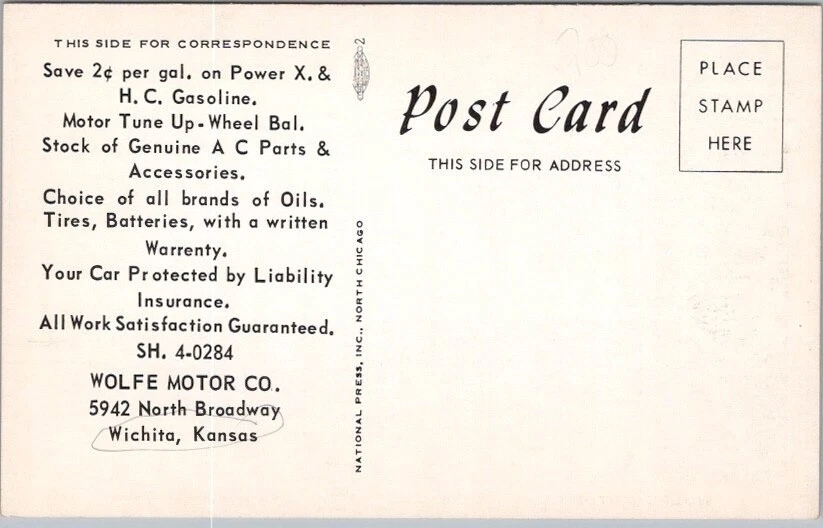 THIS SIDE FOR CORRESPONDENCE
Save 2¢ per gal. on Power X. &
H. C. Gasoline.
Motor Tune Up - Wheel Bal.
Stock of Genuine A C Parts &
Accessories.
Choice of all brands of Oils.
Tires, Batteries, with a written
Warrenty.
Your Car Protected by Liability
Insurance.
All Work Satisfaction Guaranteed.
SH. 4-0284
WOLFE MOTOR CO.
5942 North Broadway
Wichita, Kansas
2
NATIONAL PRESS, INC., NORTH CHICAGO
Post Card
THIS SIDE FOR ADDRESS
PLACE
STAMP
HERE